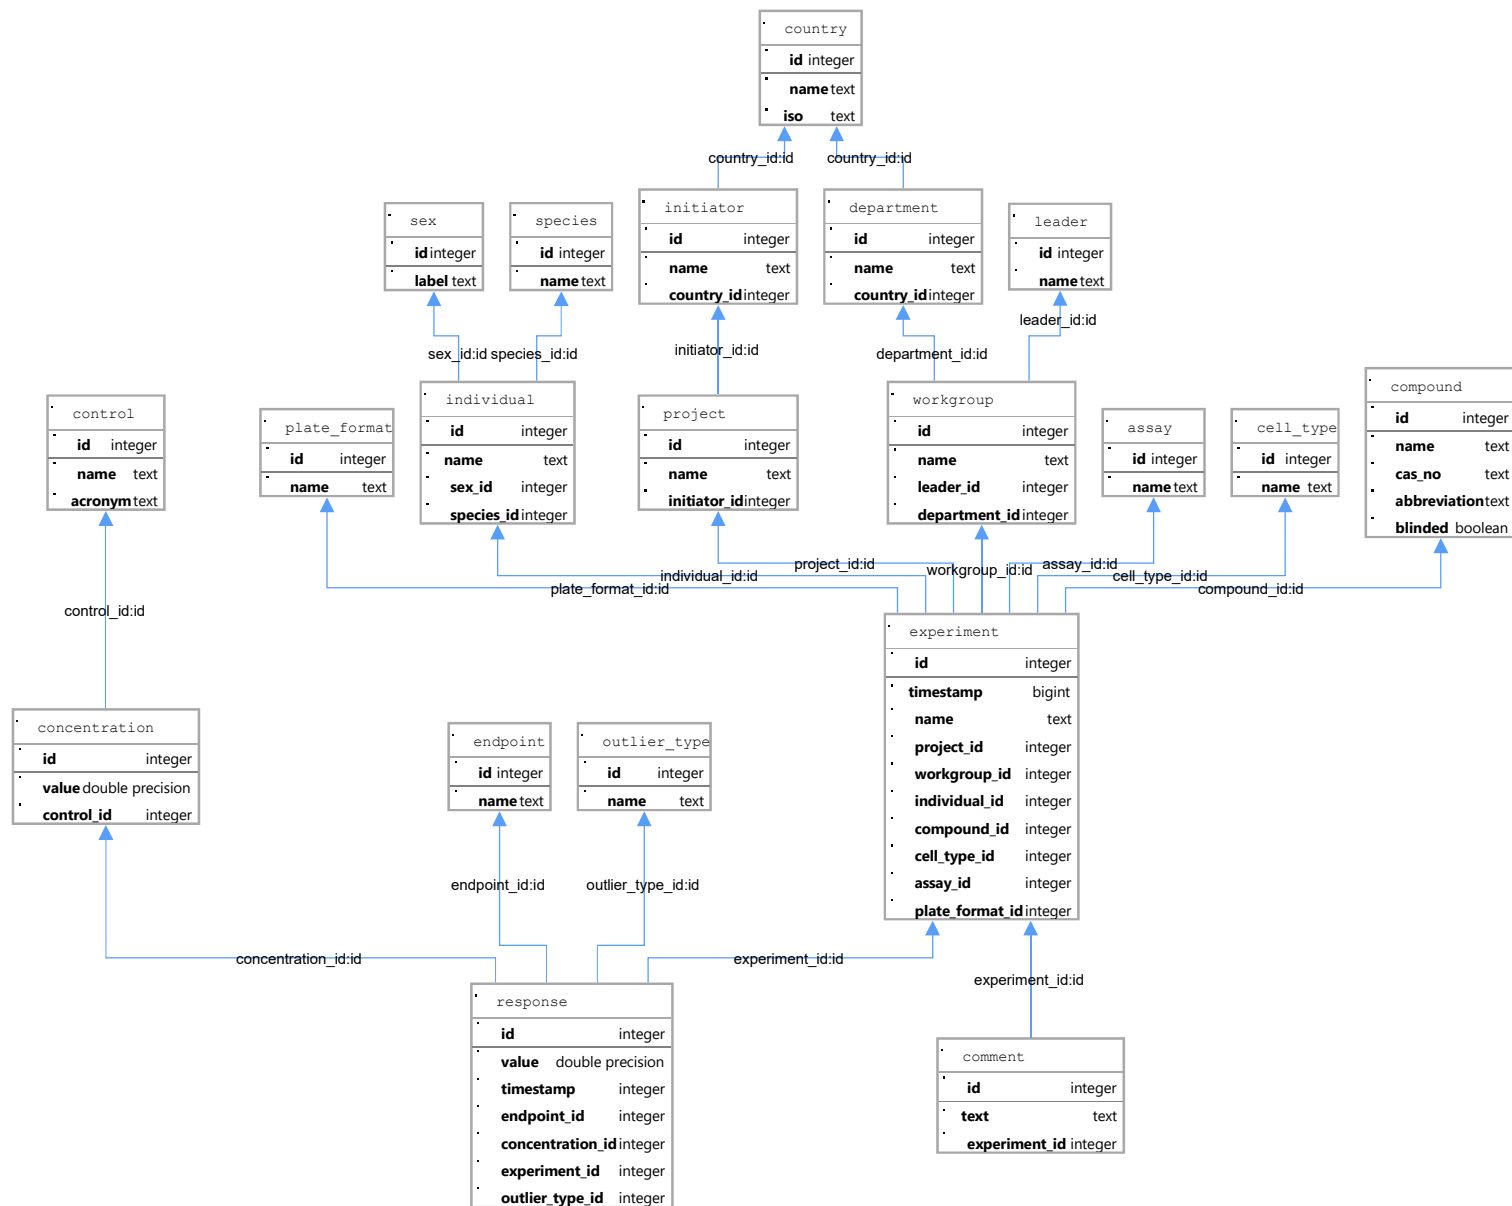 country
id integer
name text
iso text
country_id:id
country_id:id
sex
id integer
label text
species
id integer
name text
initiator
id integer
name text
country_id integer
department
id integer
name text
country_id integer
leader
id integer
name text
sex_id:id
species_id:id
initiator_id:id
department_id:id
leader_id:id
control
id integer
name text
acronym text
plate_format
id integer
name text
individual
id integer
name text
sex_id integer
species_id integer
project
id integer
name text
initiator_id integer
workgroup
id integer
name text
leader_id integer
department_id integer
assay
id integer
name text
cell_type
id integer
name text
compound
id integer
name text
cas_no text
abbreviation text
blinded boolean
control_id:id
plate_format_id:id
individual_id:id
project_id:id
workgroup_id:id
assay_id:id
cell_type_id:id
compound_id:id
experiment
id integer
timestamp bigint
name text
project_id integer
workgroup_id integer
individual_id integer
compound_id integer
cell_type_id integer
assay_id integer
plate_format_id integer
concentration
id integer
value double precision
control_id integer
endpoint
id integer
name text
outlier_type
id integer
name text
concentration_id:id
endpoint_id:id
outlier_type_id:id
experiment_id:id
experiment_id:id
response
id integer
value double precision
timestamp integer
endpoint_id integer
concentration_id integer
experiment_id integer
outlier_type_id integer
comment
id integer
text text
experiment_id integer